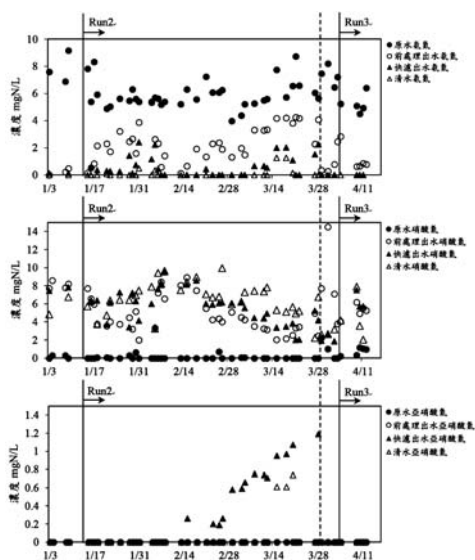 Run2-
Run3-
濃度 mgN/L
10
8
6
4
2
0
1/3 1/17 1/31 2/14 2/28 3/14 3/28 4/11
●原水氨氮
○前處理出水氨氮
▲快濾出水氨氮
△清水氨氮
Run2-
Run3-
濃度 mgN/L
14
12
10
8
6
4
2
0
1/3 1/17 1/31 2/14 2/28 3/14 3/28 4/11
●原水硝酸氮
○前處理出水硝酸氮
▲快濾出水硝酸氮
△清水硝酸氮
Run2-
Run3-
濃度 mgN/L
1.4
1.2
1
0.8
0.6
0.4
0.2
0
1/3 1/17 1/31 2/14 2/28 3/14 3/28 4/11
●原水亞硝酸氮
○前處理出水亞硝酸氮
▲快濾出水亞硝酸氮
△清水亞硝酸氮